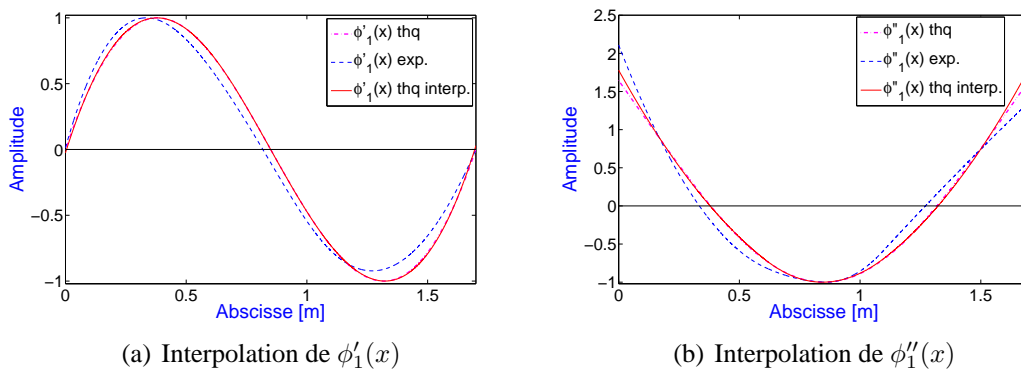 1
0.5
0
−0.5
−1
0
0.5
1
1.5
Amplitude
Abscisse [m]
ϕ'₁(x) thq
ϕ'₁(x) exp.
ϕ'₁(x) thq interp.
(a) Interpolation de ϕ′₁(x)
2.5
2
1.5
1
0.5
0
−0.5
−1
0
0.5
1
1.5
Amplitude
Abscisse [m]
ϕ"₁(x) thq
ϕ"₁(x) exp.
ϕ"₁(x) thq interp.
(b) Interpolation de ϕ″₁(x)